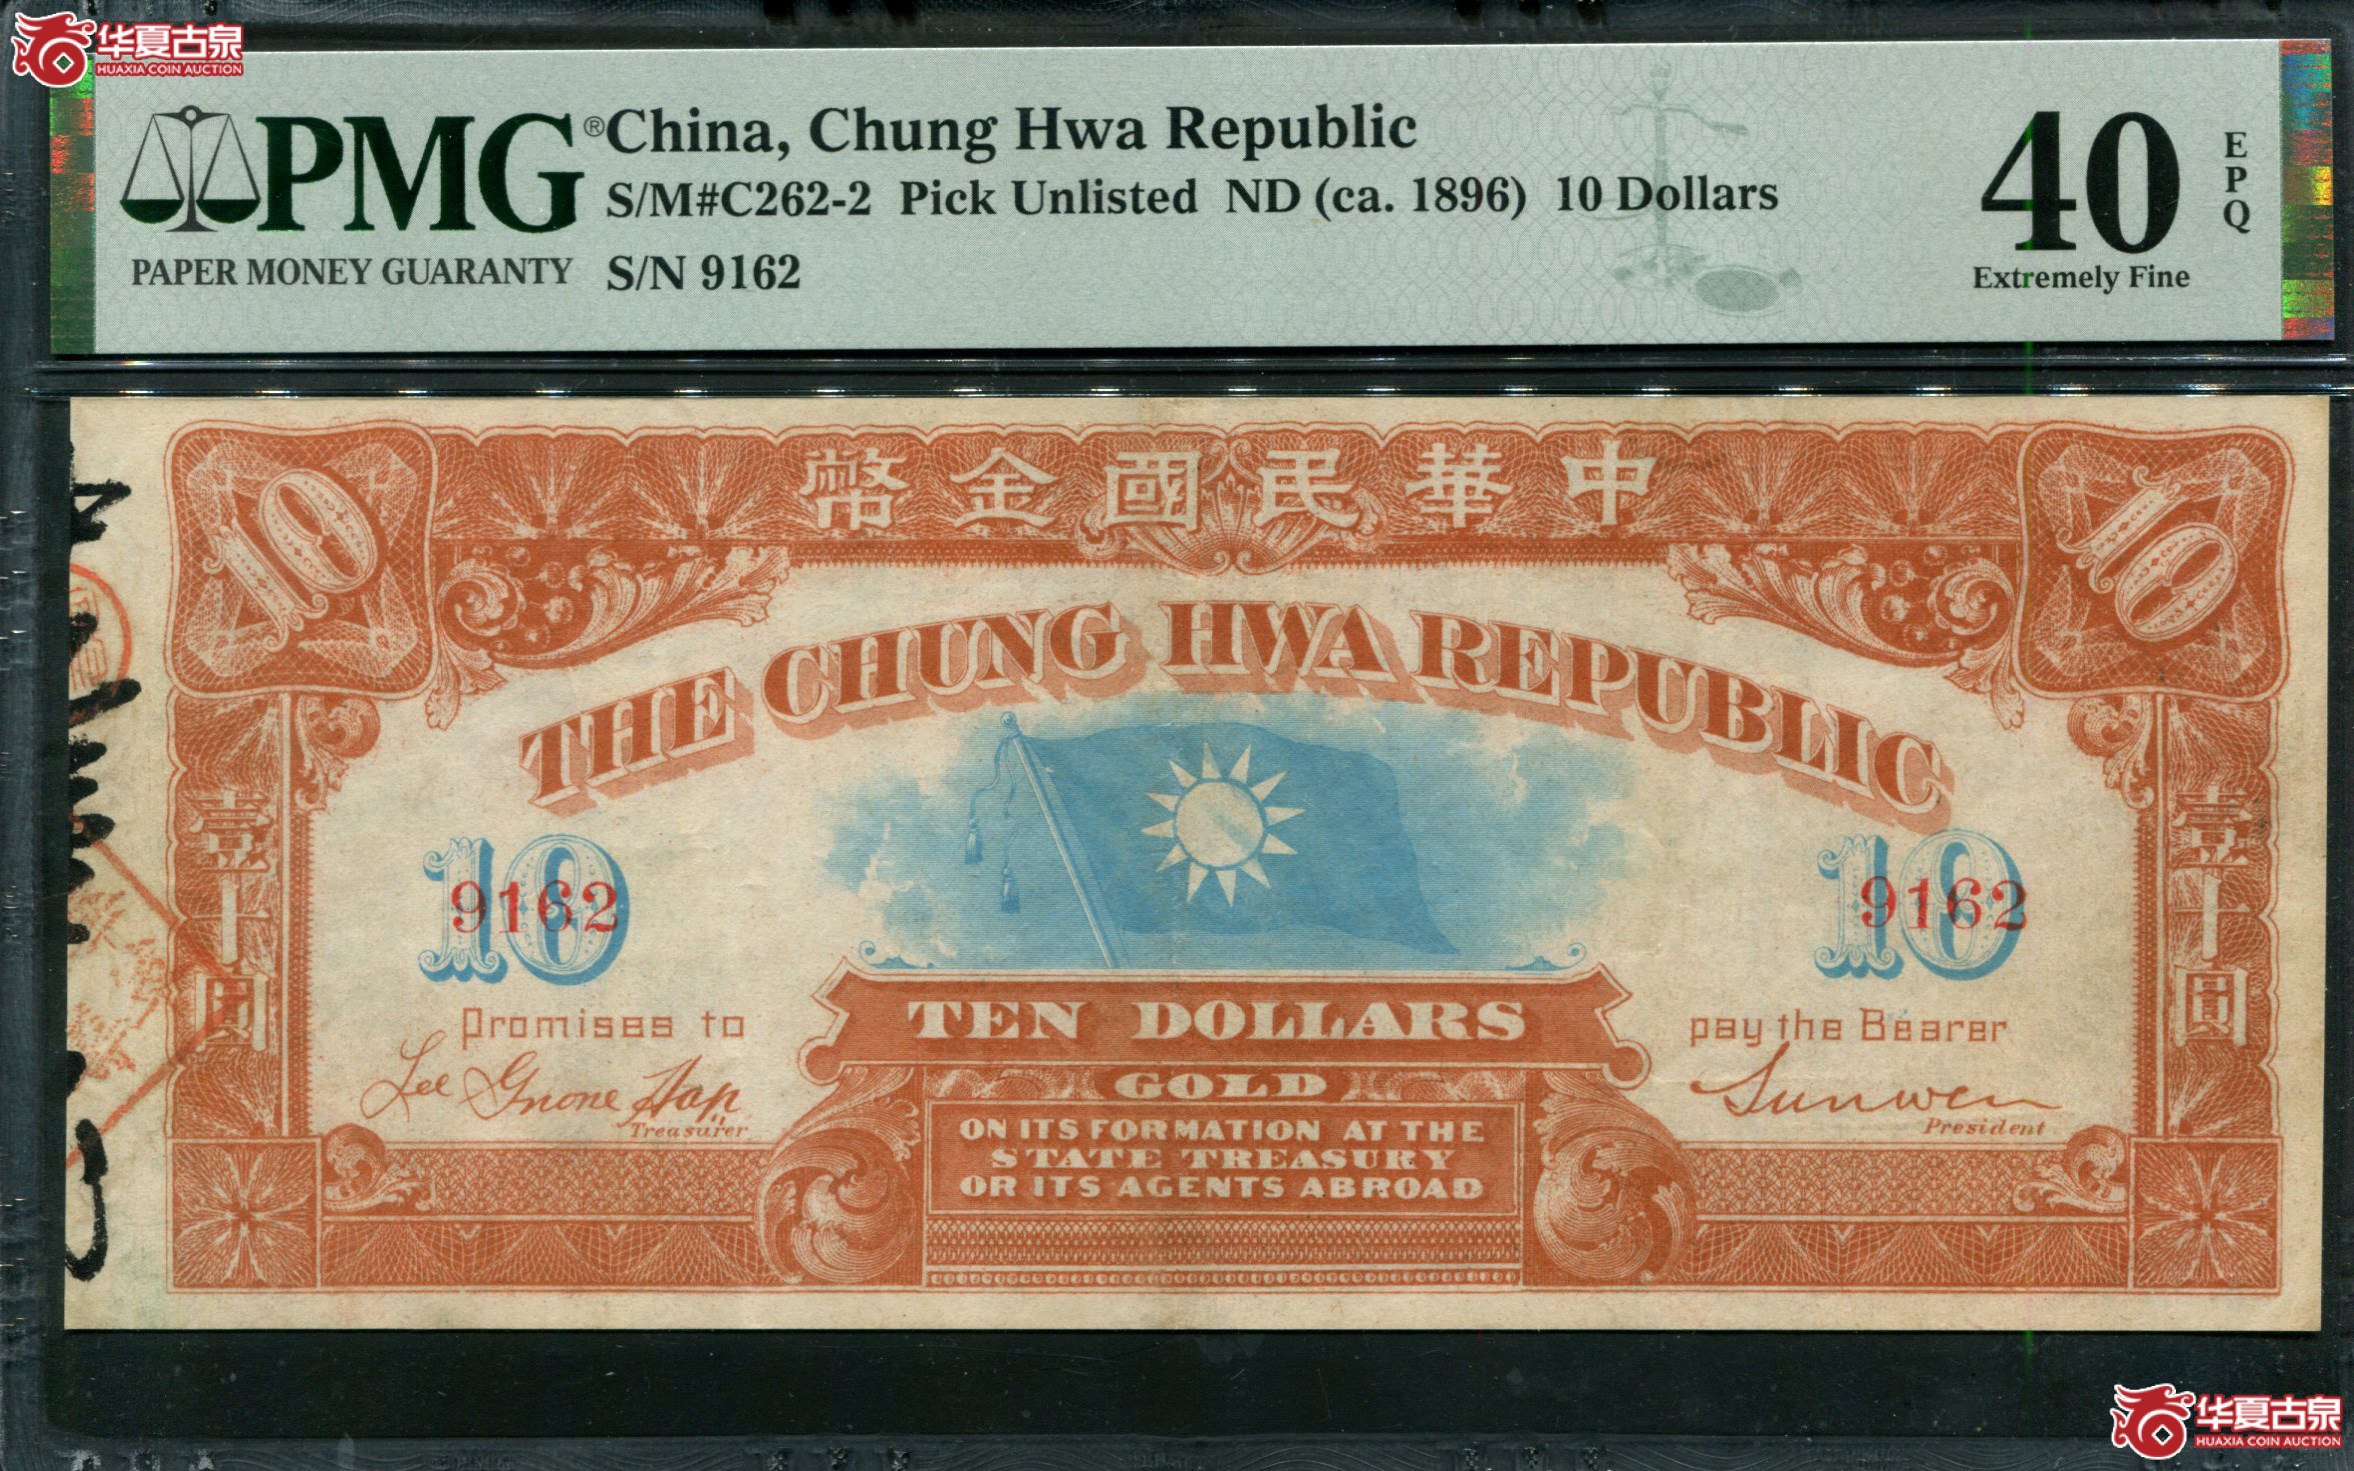 华夏古泉
HUAXIA COIN AUCTION
PMG®
PAPER MONEY GUARANTY
China, Chung Hwa Republic
S/M#C262-2 Pick Unlisted ND (ca. 1896) 10 Dollars
S/N 9162
40
EPQ
Extremely Fine
10
幣金國民華中
10
THE CHUNG HWA REPUBLIC
壹十圓
10
9162
10
9162
壹十圓
Promises to
pay the Bearer
TEN DOLLARS
GOLD
ON ITS FORMATION AT THE
STATE TREASURY
OR ITS AGENTS ABROAD
Treasurer
Sunwen
President
华夏古泉
HUAXIA COIN AUCTION